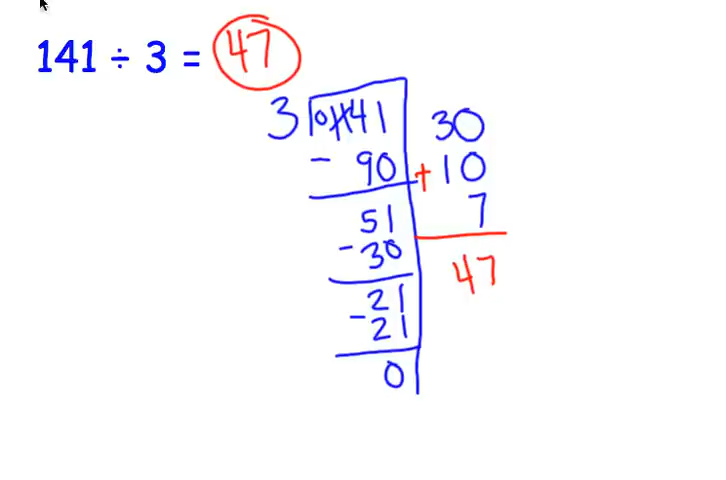 141 ÷ 3 = 47
3 141 30
- 90 + 10
51 7
- 30
47
- 21
21
0